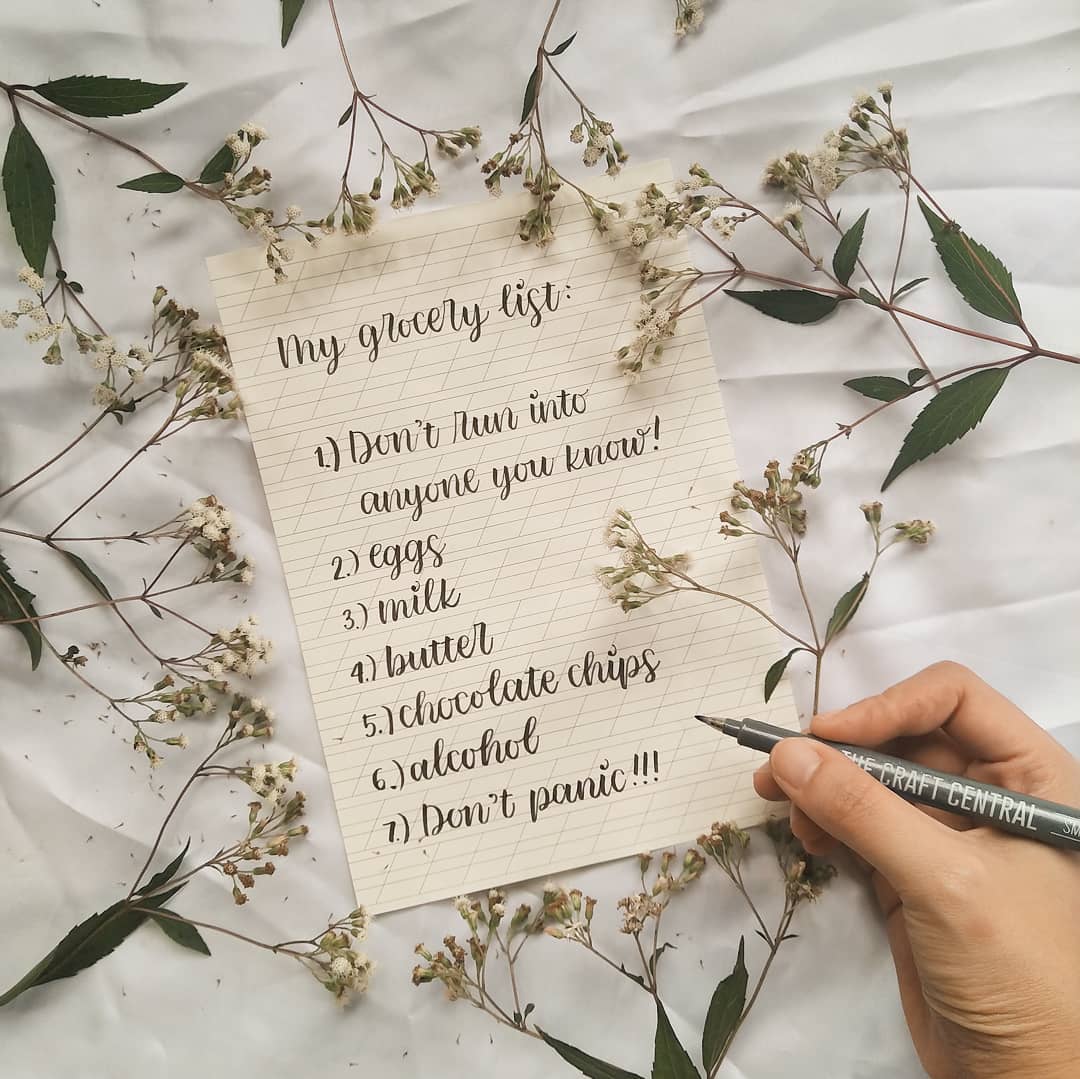 My grocery list:
1.) Don't run into
anyone you know!
2.) eggs
3.) milk
4.) butter
5.) chocolate chips
6.) alcohol
7.) Don't panic!!!
THE CRAFT CENTRAL